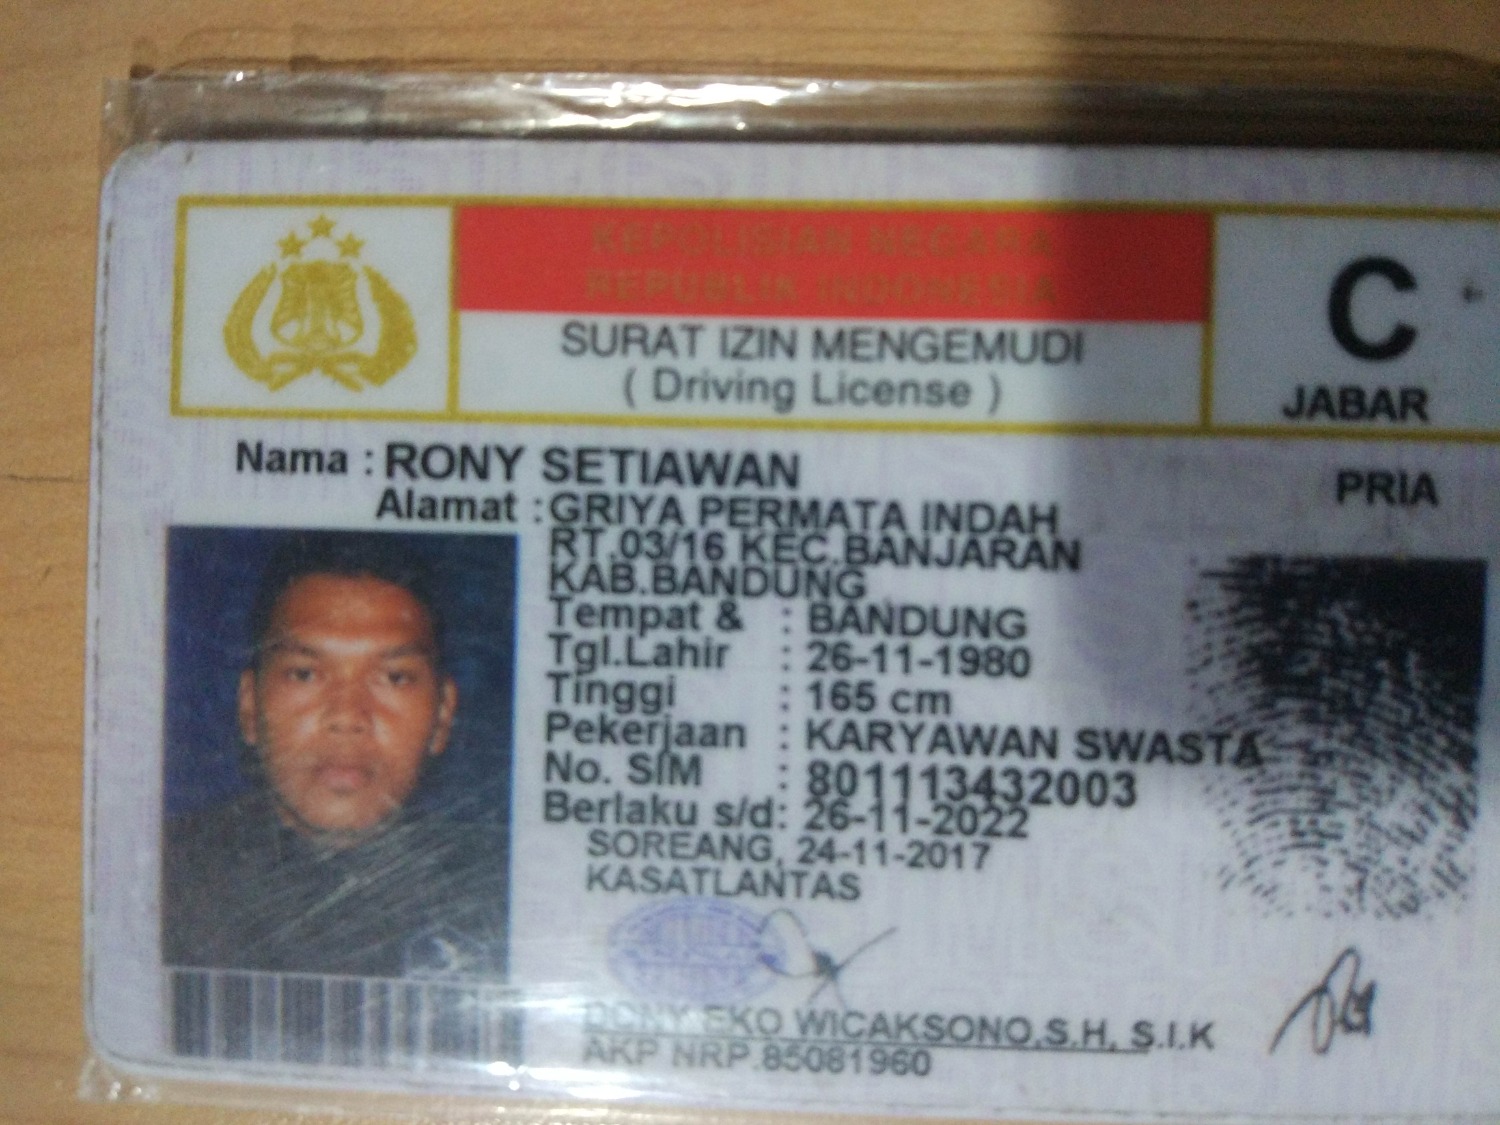 KEPOLISIAN NEGARA
REPUBLIK INDONESIA
SURAT IZIN MENGEMUDI
( Driving License )
C
JABAR
Nama : RONY SETIAWAN
PRIA
Alamat : GRIYA PERMATA INDAH
RT.03/16 KEC.BANJARAN
KAB.BANDUNG
Tempat & : BANDUNG
Tgl.Lahir : 26-11-1980
Tinggi : 165 cm
Pekerjaan : KARYAWAN SWASTA
No. SIM : 801113432003
Berlaku s/d: 26-11-2022
SOREANG, 24-11-2017
KASATLANTAS
EKO WICAKSONO,S.H, S.I.K
AKP NRP.85081960